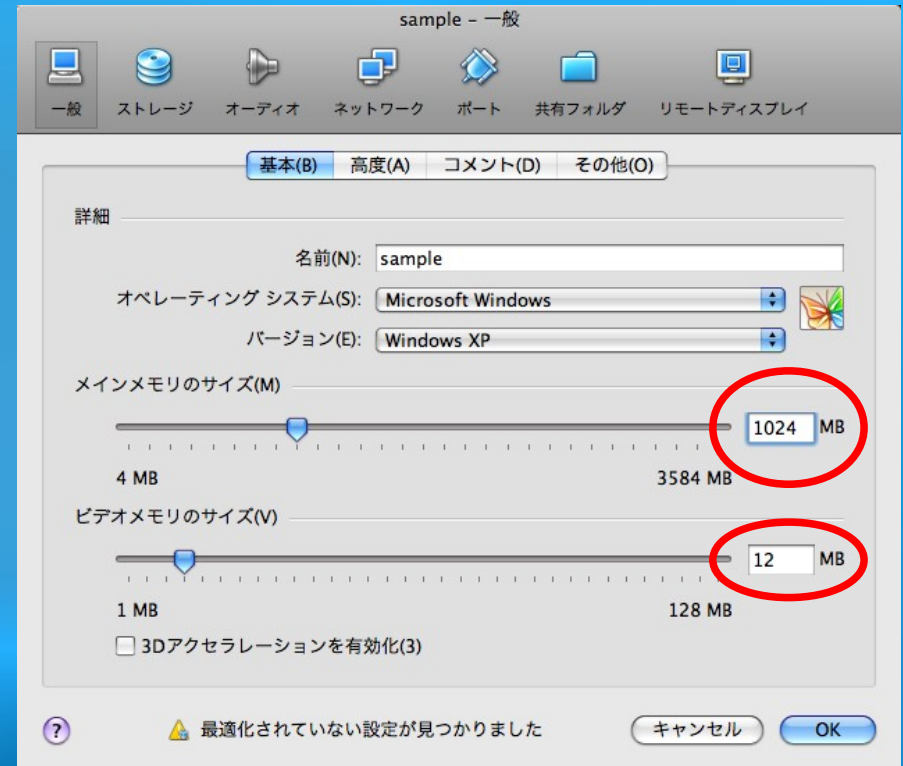 sample – 一般
一般 ストレージ オーディオ ネットワーク ポート 共有フォルダ リモートディスプレイ
基本(B) 高度(A) コメント(D) その他(O)
詳細
名前(N): sample
オペレーティング システム(S): Microsoft Windows
バージョン(E): Windows XP
メインメモリのサイズ(M)
1024 MB
4 MB 3584 MB
ビデオメモリのサイズ(V)
12 MB
1 MB 128 MB
3Dアクセラレーションを有効化(3)
? 最適化されていない設定が見つかりました キャンセル OK